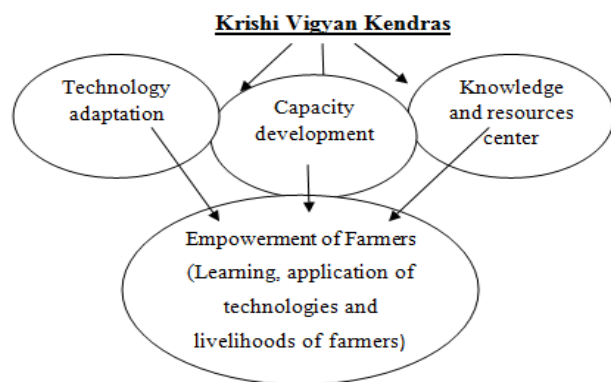 Krishi Vigyan Kendras
Technology
adaptation
Capacity
development
Knowledge
and resources
center
Empowerment of Farmers
(Learning, application of
technologies and
livelihoods of farmers)